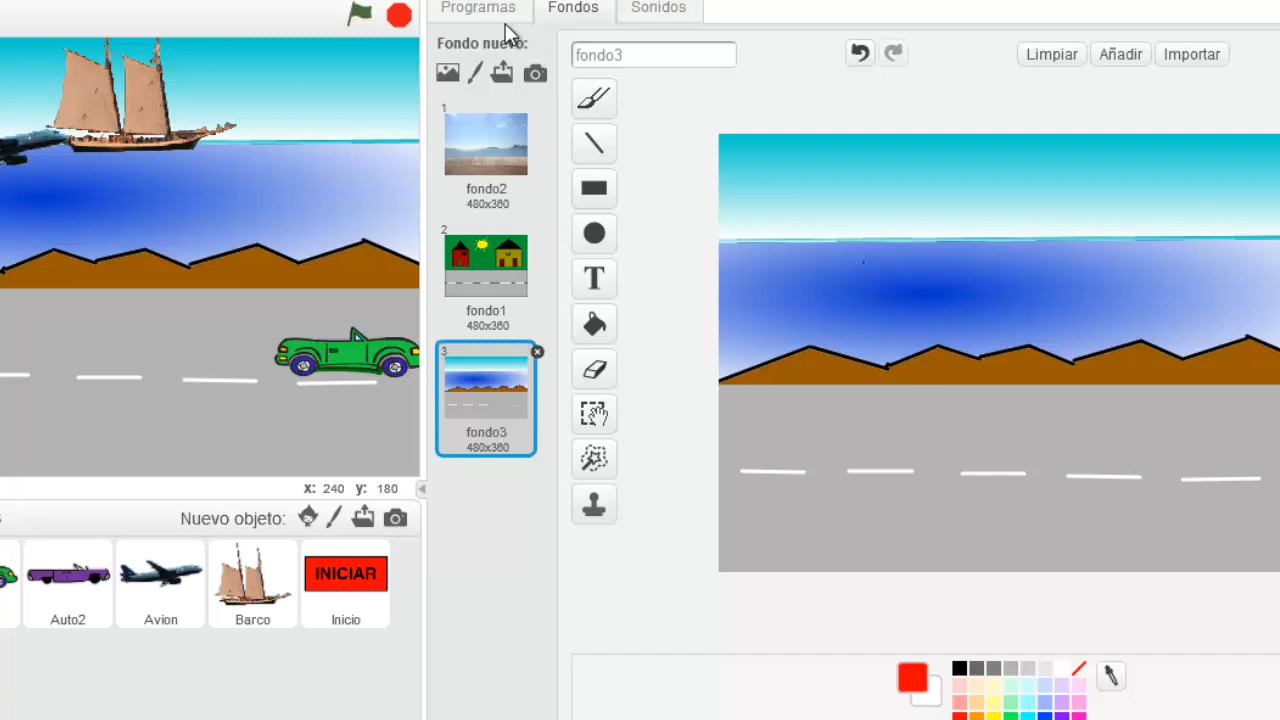 Programas Fondos Sonidos
Fondo nuevo:
fondo3
Limpiar Añadir Importar
1
fondo2
480x360
2
fondo1
480x360
3
fondo3
480x360
T
x: 240 y: 180
Nuevo objeto:
INICIAR
Auto2 Avion Barco Inicio